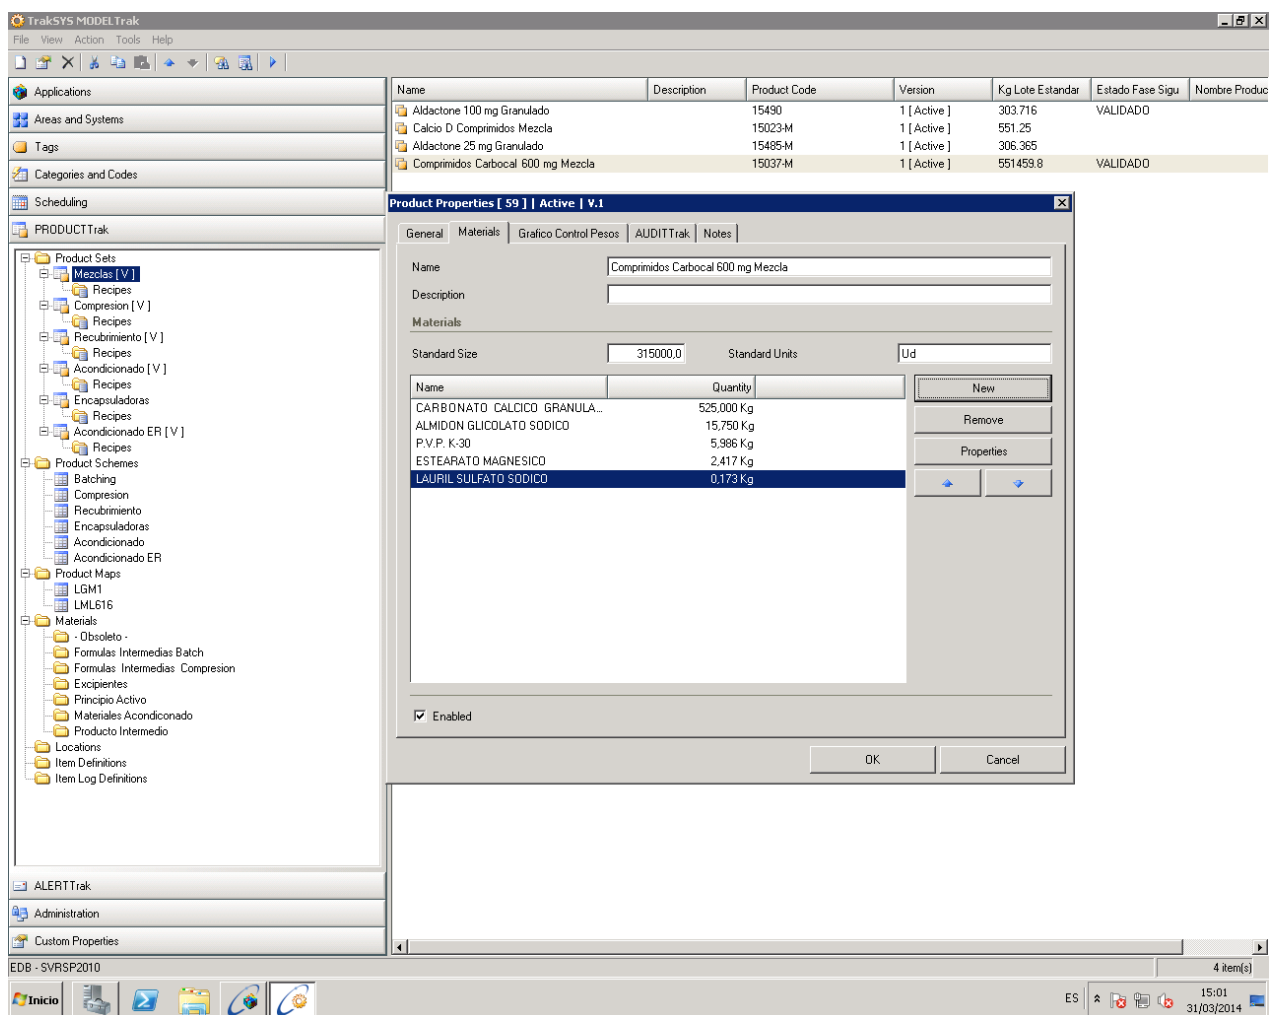 TrakSYS MODELTrak
File View Action Tools Help
Applications
Areas and Systems
Tags
Categories and Codes
Scheduling
PRODUCTTrak
Product Sets
Mezclas [ V ]
Recipes
Compresion [ V ]
Recipes
Recubrimiento [ V ]
Recipes
Acondicionado [ V ]
Recipes
Encapsuladoras
Recipes
Acondicionado ER [ V ]
Recipes
Product Schemes
Batching
Compresion
Recubrimiento
Encapsuladoras
Acondicionado
Acondicionado ER
Product Maps
LGM1
LML616
Materials
- Obsoleto -
Formulas Intermedias Batch
Formulas Intermedias Compresion
Excipientes
Principio Activo
Materiales Acondiconado
Producto Intermedio
Locations
Item Definitions
Item Log Definitions
ALERTTrak
Administration
Custom Properties
Name Description Product Code Version Kg Lote Estandar Estado Fase Sigu Nombre Produc
Aldactone 100 mg Granulado 15490 1 [ Active ] 303.716 VALIDADO
Calcio D Comprimidos Mezcla 15023-M 1 [ Active ] 551.25
Aldactone 25 mg Granulado 15485-M 1 [ Active ] 306.365
Comprimidos Carbocal 600 mg Mezcla 15037-M 1 [ Active ] 551459.8 VALIDADO
Product Properties [ 59 ] | Active | V.1
General Materials Grafico Control Pesos AUDITTrak Notes
Name Comprimidos Carbocal 600 mg Mezcla
Description
Materials
Standard Size 315000,0 Standard Units Ud
Name Quantity
CARBONATO CALCICO GRANULA... 525,000 Kg
ALMIDON GLICOLATO SODICO 15,750 Kg
P.V.P. K-30 5,986 Kg
ESTEARATO MAGNESICO 2,417 Kg
LAURIL SULFATO SODICO 0,173 Kg
New
Remove
Properties
Enabled
OK Cancel
EDB - SVRSP2010 4 item(s)
Inicio ES 15:01
31/03/2014